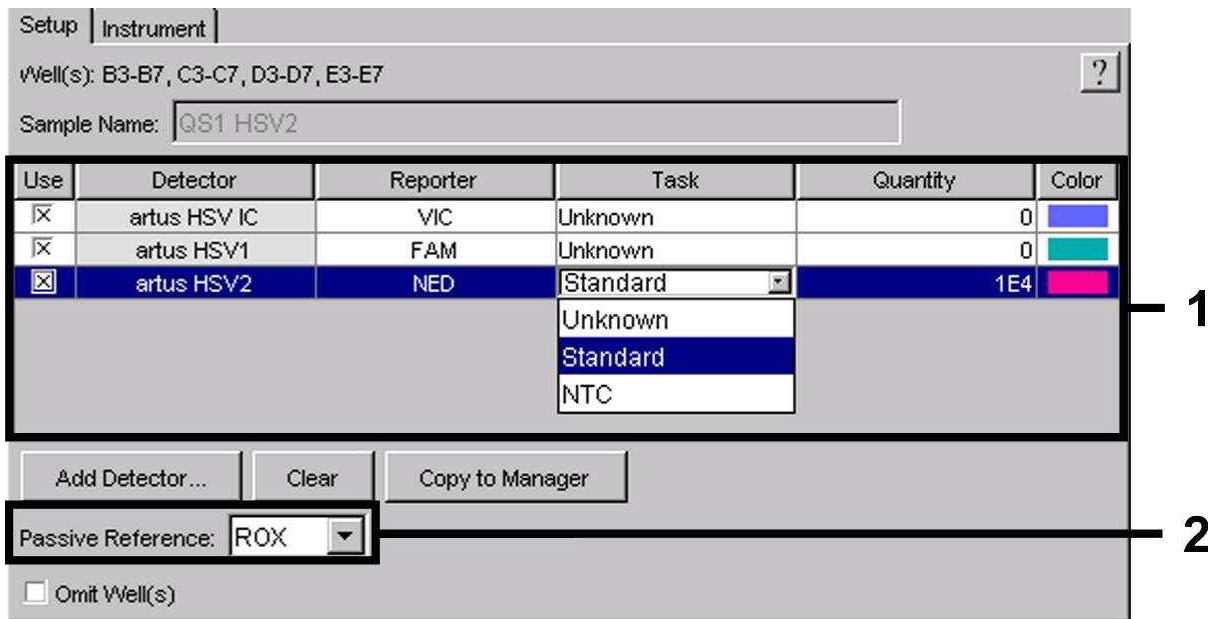 Setup Instrument
Well(s): B3-B7, C3-C7, D3-D7, E3-E7 ?
Sample Name: QS1 HSV2
Use Detector Reporter Task Quantity Color
artus HSV IC VIC Unknown 0
artus HSV1 FAM Unknown 0
artus HSV2 NED Standard 1E4
Unknown
1
Standard
NTC
Add Detector... Clear Copy to Manager
Passive Reference: ROX 2
Omit Well(s)